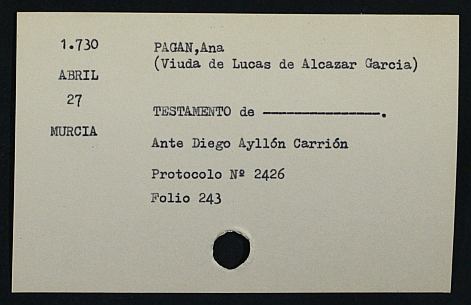 1.730 PAGAN,Ana
(Viuda de Lucas de Alcazar Garcia)
ABRIL
27
TESTAMENTO de ----------------.
MURCIA
Ante Diego Ayllón Carrión
Protocolo Nº 2426
Folio 243